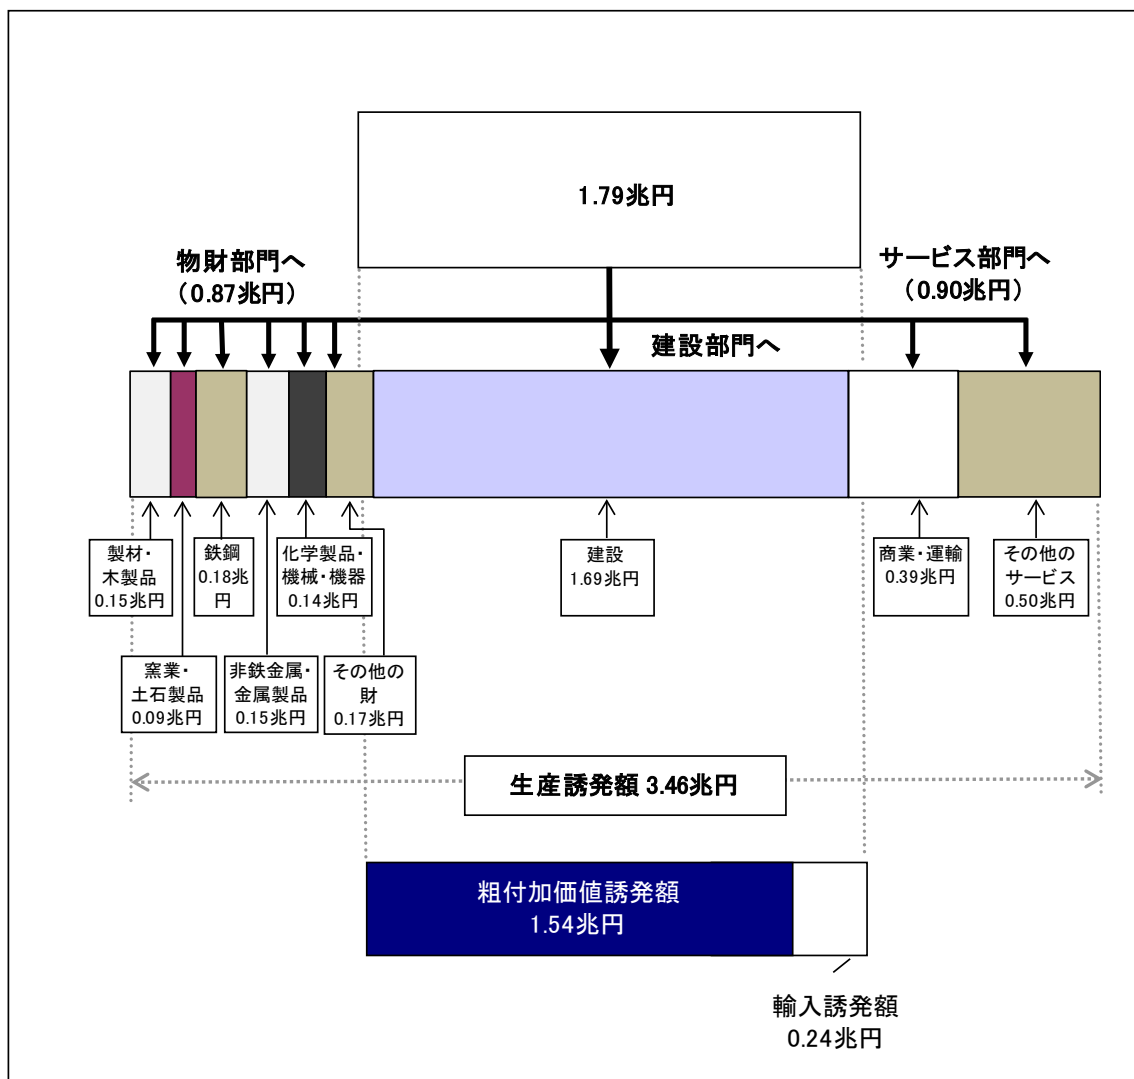 1.79兆円
物財部門へ
（0.87兆円）
サービス部門へ
（0.90兆円）
建設部門へ
製材・
木製品
0.15兆円
鉄鋼
0.18兆
円
化学製品・
機械・機器
0.14兆円
建設
1.69兆円
商業・運輸
0.39兆円
その他の
サービス
0.50兆円
窯業・
土石製品
0.09兆円
非鉄金属・
金属製品
0.15兆円
その他の
財
0.17兆円
生産誘発額 3.46兆円
粗付加価値誘発額
1.54兆円
輸入誘発額
0.24兆円